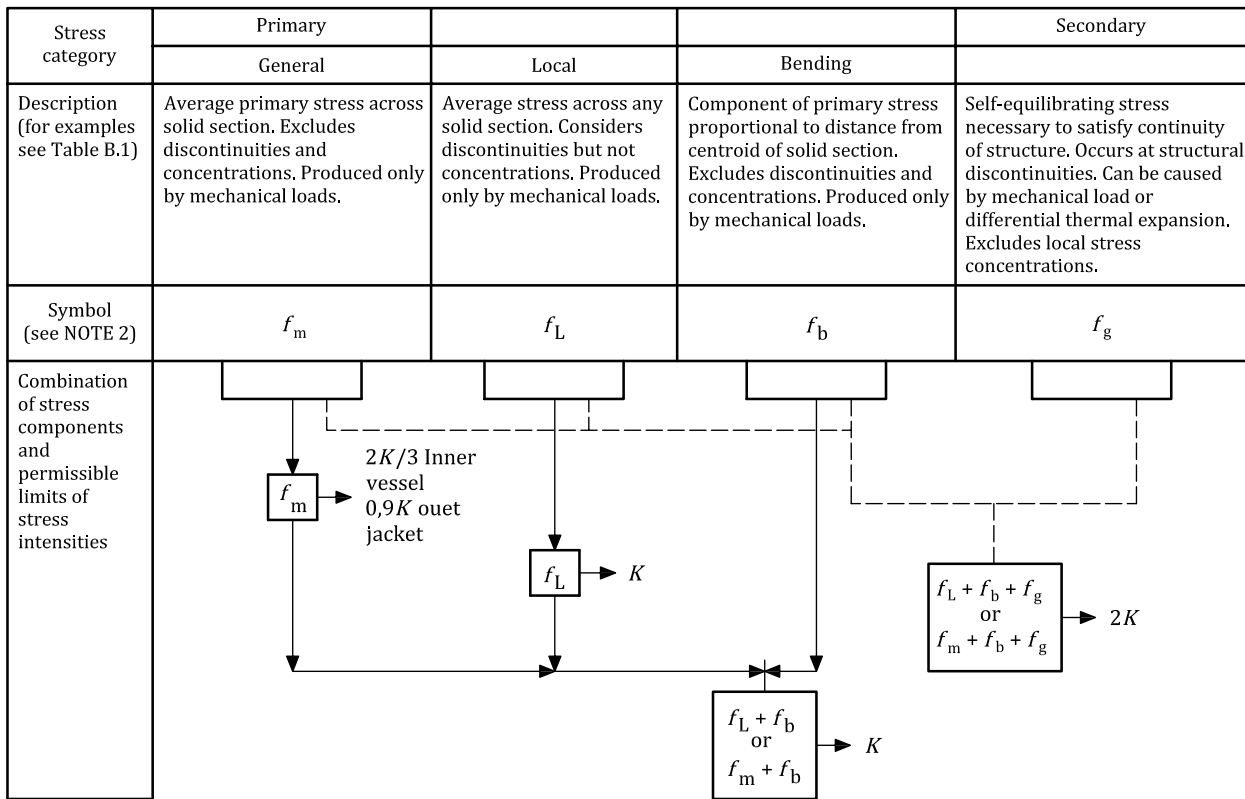 Stress
category
Primary
Secondary
General
Local
Bending
Description
(for examples
see Table B.1)
Average primary stress across
solid section. Excludes
discontinuities and
concentrations. Produced only
by mechanical loads.
Average stress across any
solid section. Considers
discontinuities but not
concentrations. Produced
only by mechanical loads.
Component of primary stress
proportional to distance from
centroid of solid section.
Excludes discontinuities and
concentrations. Produced only
by mechanical loads.
Self-equilibrating stress
necessary to satisfy continuity
of structure. Occurs at structural
discontinuities. Can be caused
by mechanical load or
differential thermal expansion.
Excludes local stress
concentrations.
Symbol
(see NOTE 2)
f_m
f_L
f_b
f_g
Combination
of stress
components
and
permissible
limits of
stress
intensities
f_m
2K/3 Inner
vessel
0,9K ouet
jacket
f_L
K
f_L + f_b + f_g
or
f_m + f_b + f_g
2K
f_L + f_b
or
f_m + f_b
K